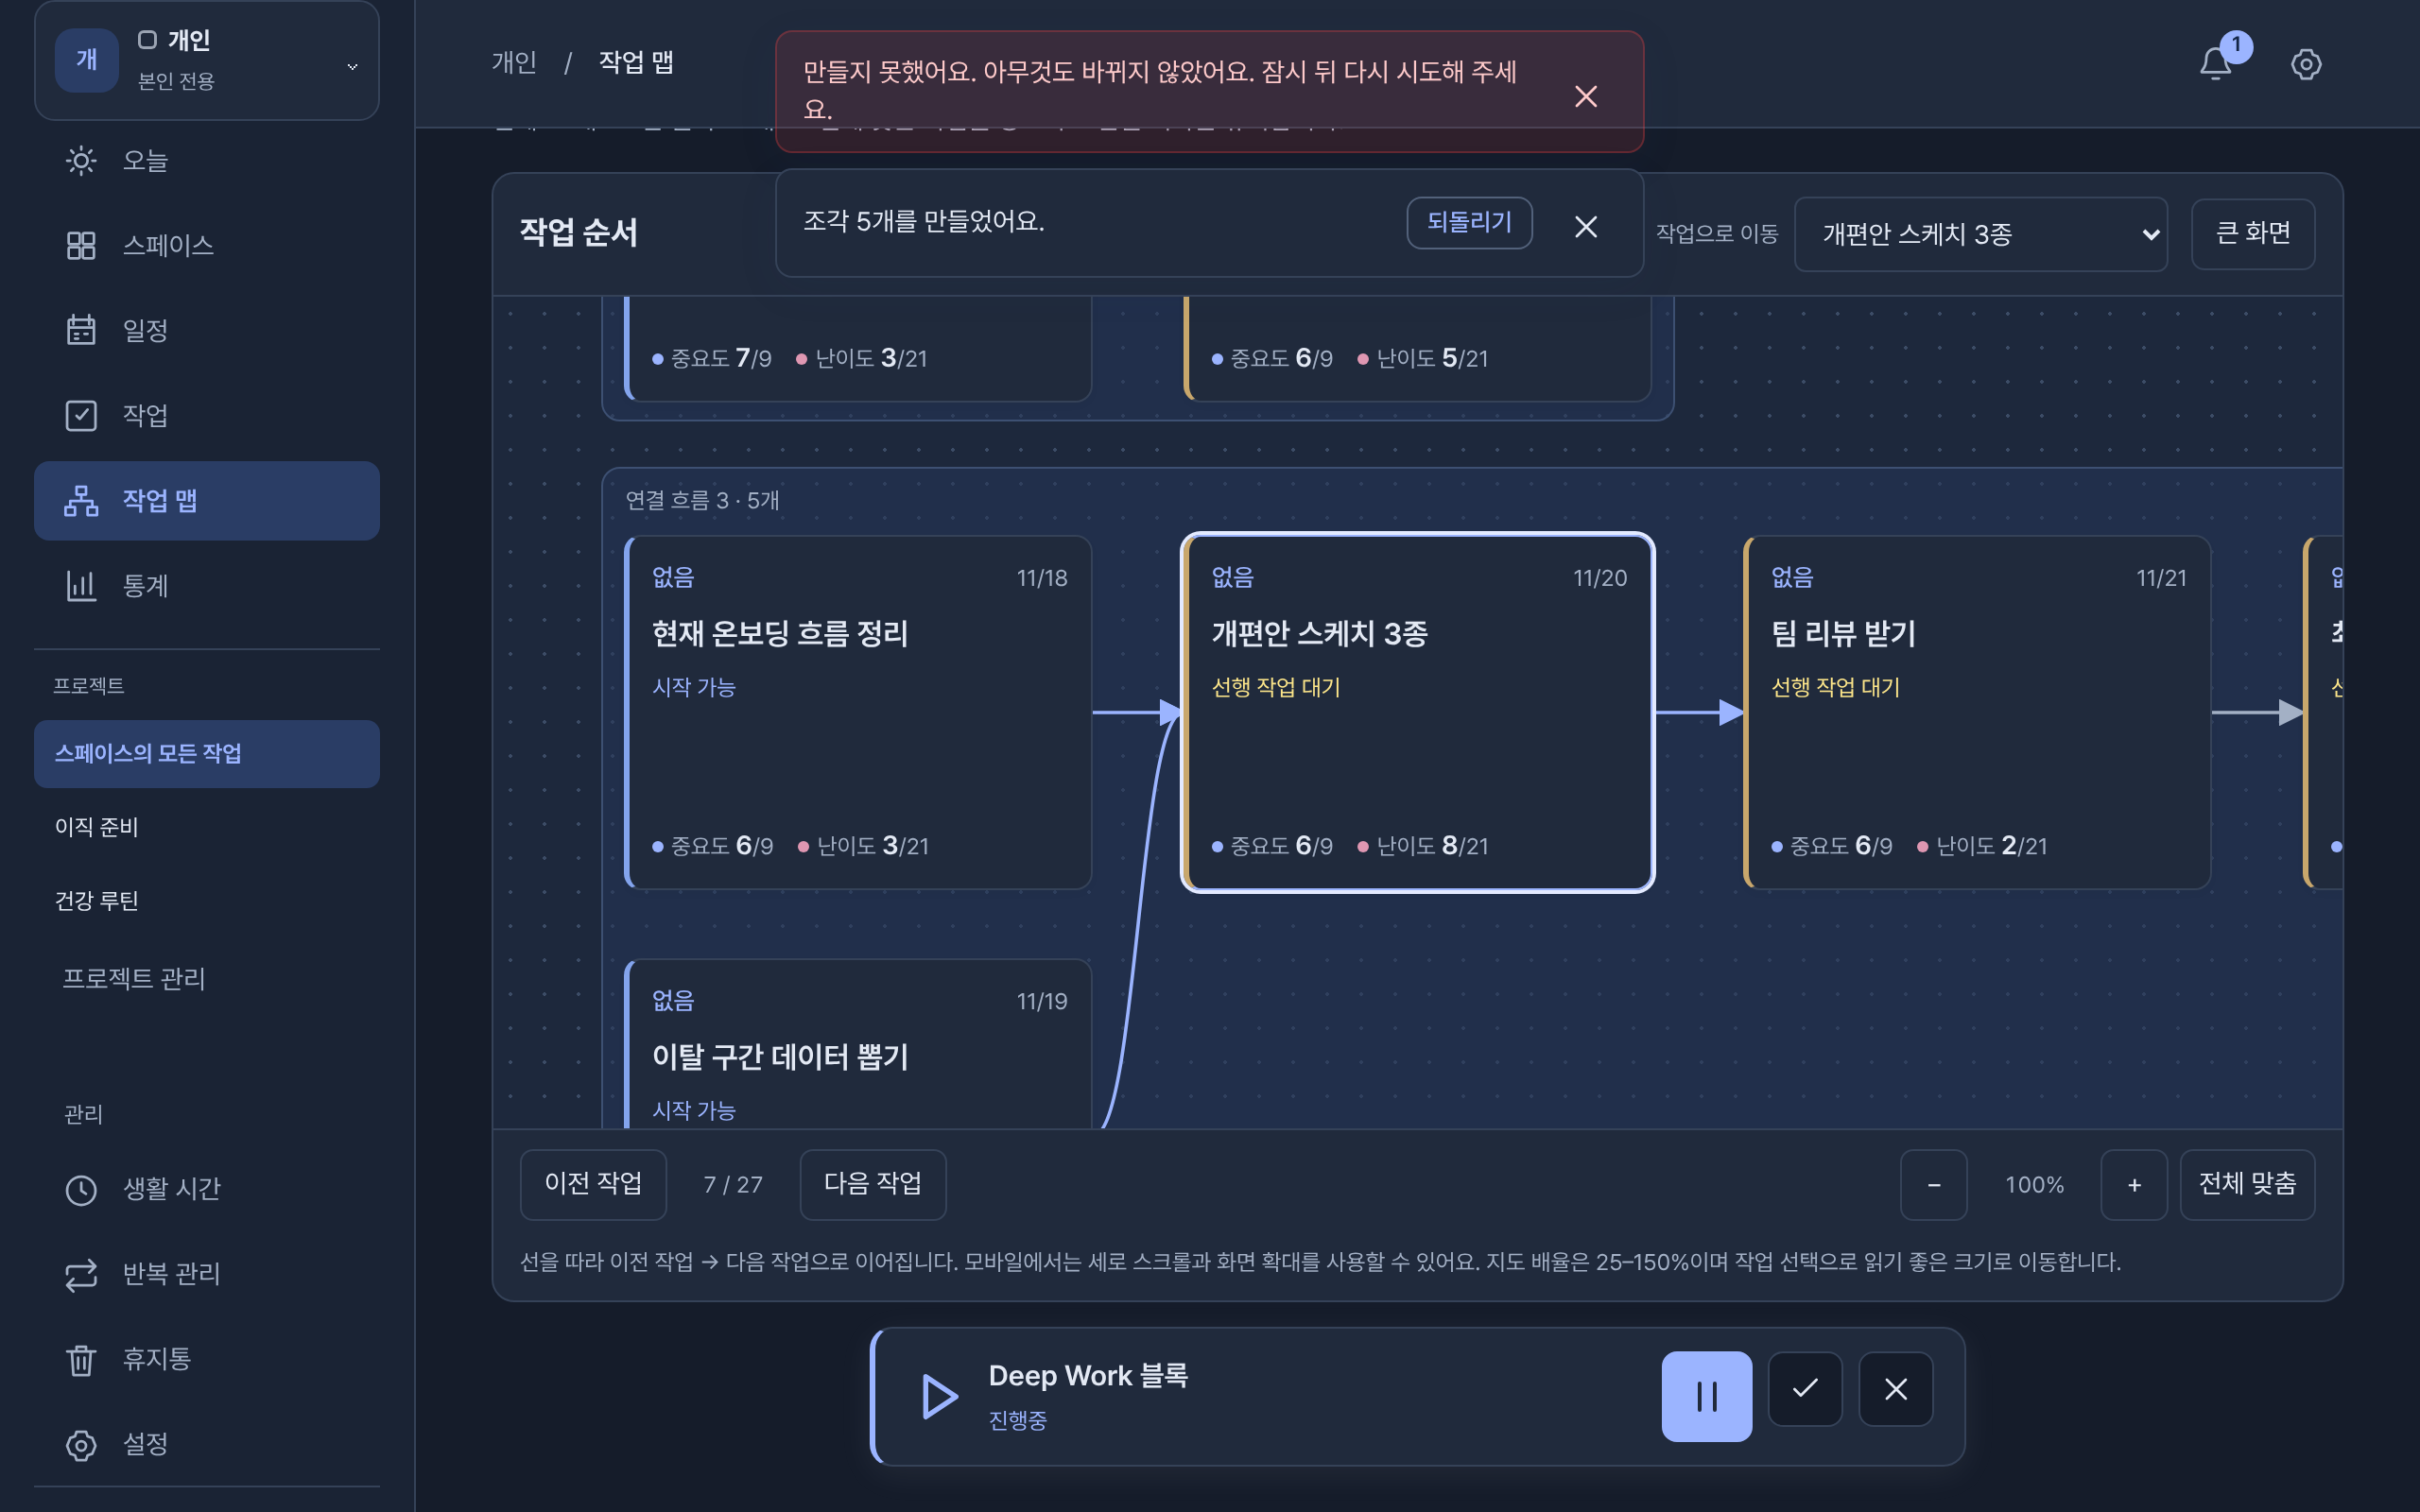 개
개인
본인 전용
오늘
스페이스
일정
작업
작업 맵
통계
프로젝트
스페이스의 모든 작업
이직 준비
건강 루틴
프로젝트 관리
관리
생활 시간
반복 관리
휴지통
설정
개인 / 작업 맵
1
만들지 못했어요. 아무것도 바뀌지 않았어요. 잠시 뒤 다시 시도해 주세
요.
조각 5개를 만들었어요.
되돌리기
작업 순서
작업으로 이동
개편안 스케치 3종
큰 화면
중요도 7/9 난이도 3/21
중요도 6/9 난이도 5/21
연결 흐름 3 · 5개
없음 11/18
현재 온보딩 흐름 정리
시작 가능
중요도 6/9 난이도 3/21
없음 11/20
개편안 스케치 3종
선행 작업 대기
중요도 6/9 난이도 8/21
없음 11/21
팀 리뷰 받기
선행 작업 대기
중요도 6/9 난이도 2/21
없음 11/19
이탈 구간 데이터 뽑기
시작 가능
이전 작업
7 / 27
다음 작업
−
100%
+
전체 맞춤
선을 따라 이전 작업 → 다음 작업으로 이어집니다. 모바일에서는 세로 스크롤과 화면 확대를 사용할 수 있어요. 지도 배율은 25–150%이며 작업 선택으로 읽기 좋은 크기로 이동합니다.
Deep Work 블록
진행중